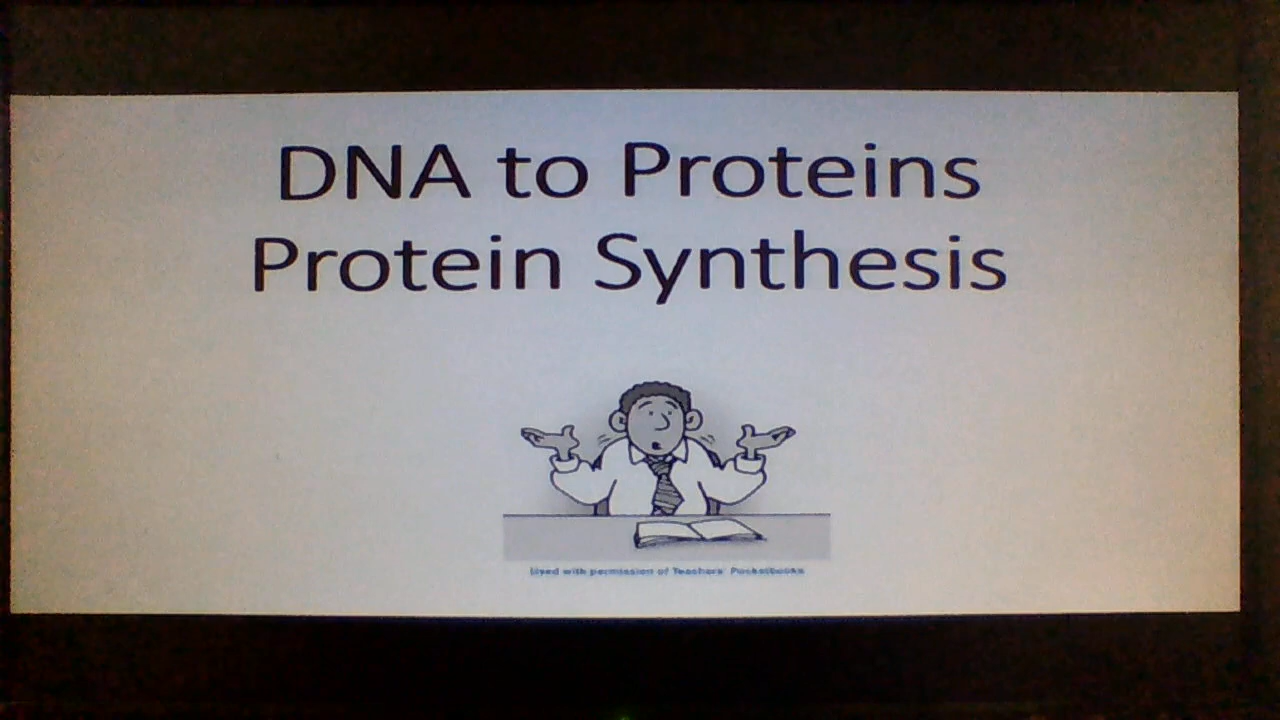 DNA to Proteins
Protein Synthesis
Used with permission of Teachers' Pocketbooks